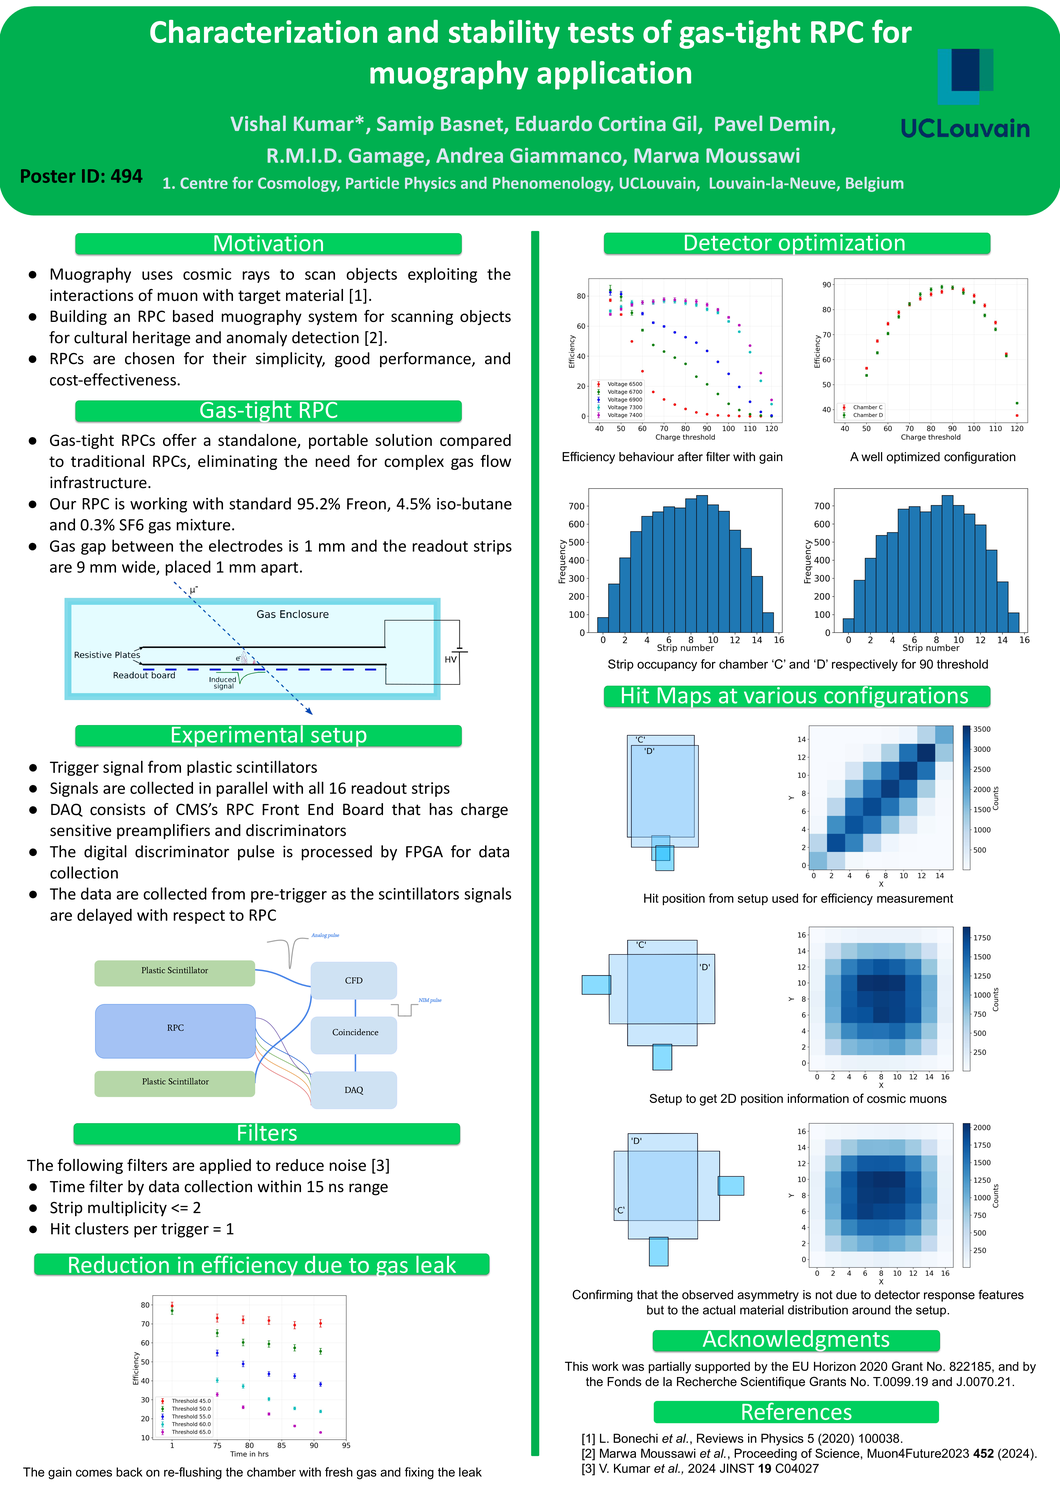 Characterization and stability tests of gas-tight RPC for
muography application
Vishal Kumar*, Samip Basnet, Eduardo Cortina Gil, Pavel Demin,
R.M.I.D. Gamage, Andrea Giammanco, Marwa Moussawi
1. Centre for Cosmology, Particle Physics and Phenomenology, UCLouvain, Louvain-la-Neuve, Belgium
Poster ID: 494
UCLouvain
Motivation
● Muography uses cosmic rays to scan objects exploiting the
interactions of muon with target material [1].
● Building an RPC based muography system for scanning objects
for cultural heritage and anomaly detection [2].
● RPCs are chosen for their simplicity, good performance, and
cost-effectiveness.
Gas-tight RPC
● Gas-tight RPCs offer a standalone, portable solution compared
to traditional RPCs, eliminating the need for complex gas flow
infrastructure.
● Our RPC is working with standard 95.2% Freon, 4.5% iso-butane
and 0.3% SF6 gas mixture.
● Gas gap between the electrodes is 1 mm and the readout strips
are 9 mm wide, placed 1 mm apart.
μ-
Gas Enclosure
Resistive Plates
e-
HV
Readout board
Induced
signal
Experimental setup
● Trigger signal from plastic scintillators
● Signals are collected in parallel with all 16 readout strips
● DAQ consists of CMS's RPC Front End Board that has charge
sensitive preamplifiers and discriminators
● The digital discriminator pulse is processed by FPGA for data
collection
● The data are collected from pre-trigger as the scintillators signals
are delayed with respect to RPC
Analog pulse
Plastic Scintillator
CFD
NIM pulse
RPC
Coincidence
Plastic Scintillator
DAQ
Filters
The following filters are applied to reduce noise [3]
● Time filter by data collection within 15 ns range
● Strip multiplicity <= 2
● Hit clusters per trigger = 1
Reduction in efficiency due to gas leak
80
70
60
50
40
30
20
10
Efficiency
Threshold 45.0
Threshold 50.0
Threshold 55.0
Threshold 60.0
Threshold 65.0
1 75 80 85 90 95
Time in hrs
The gain comes back on re-flushing the chamber with fresh gas and fixing the leak
Detector optimization
80
60
40
20
0
Efficiency
Voltage 6500
Voltage 6700
Voltage 6900
Voltage 7300
Voltage 7400
40 50 60 70 80 90 100 110 120
Charge threshold
Efficiency behaviour after filter with gain
90
80
70
60
50
40
Efficiency
Chamber C
Chamber D
40 50 60 70 80 90 100 110 120
Charge threshold
A well optimized configuration
700
600
500
400
300
200
100
0
Frequency
0 2 4 6 8 10 12 14 16
Strip number
700
600
500
400
300
200
100
0
Frequency
0 2 4 6 8 10 12 14 16
Strip number
Strip occupancy for chamber ‘C’ and ‘D’ respectively for 90 threshold
Hit Maps at various configurations
'C'
'D'
14
12
10
8
6
4
2
0
Y
0 2 4 6 8 10 12 14
X
3500
3000
2500
2000
1500
1000
500
Counts
Hit position from setup used for efficiency measurement
'C'
'D'
16
14
12
10
8
6
4
2
0
Y
0 2 4 6 8 10 12 14 16
X
1750
1500
1250
1000
750
500
250
Counts
Setup to get 2D position information of cosmic muons
'D'
'C'
16
14
12
10
8
6
4
2
0
Y
0 2 4 6 8 10 12 14 16
X
2000
1750
1500
1250
1000
750
500
250
Counts
Confirming that the observed asymmetry is not due to detector response features
but to the actual material distribution around the setup.
Acknowledgments
This work was partially supported by the EU Horizon 2020 Grant No. 822185, and by
the Fonds de la Recherche Scientifique Grants No. T.0099.19 and J.0070.21.
References
[1] L. Bonechi et al., Reviews in Physics 5 (2020) 100038.
[2] Marwa Moussawi et al., Proceeding of Science, Muon4Future2023 452 (2024).
[3] V. Kumar et al., 2024 JINST 19 C04027